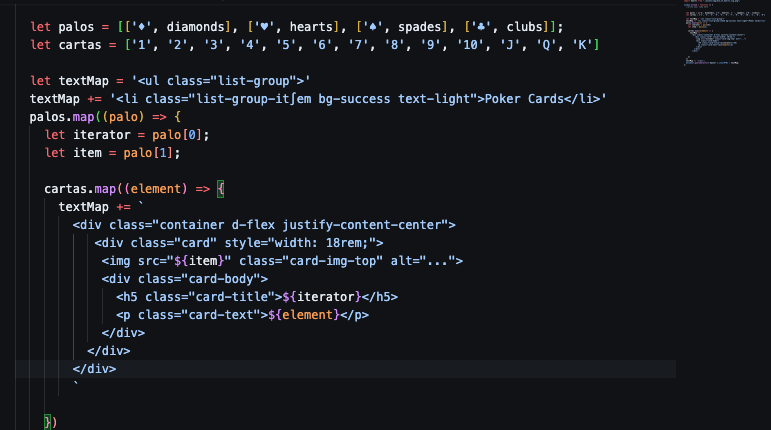 let palos = [['♦', diamonds], ['♥', hearts], ['♠', spades], ['♣', clubs]];
let cartas = ['1', '2', '3', '4', '5', '6', '7', '8', '9', '10', 'J', 'Q', 'K']
let textMap = '<ul class="list-group">'
textMap += '<li class="list-group-it∫em bg-success text-light">Poker Cards</li>'
palos.map((palo) => {
let iterator = palo[0];
let item = palo[1];
cartas.map((element) => {
textMap += `
<div class="container d-flex justify-content-center">
<div class="card" style="width: 18rem;">
<img src="${item}" class="card-img-top" alt="...">
<div class="card-body">
<h5 class="card-title">${iterator}</h5>
<p class="card-text">${element}</p>
</div>
</div>
</div>
`
})